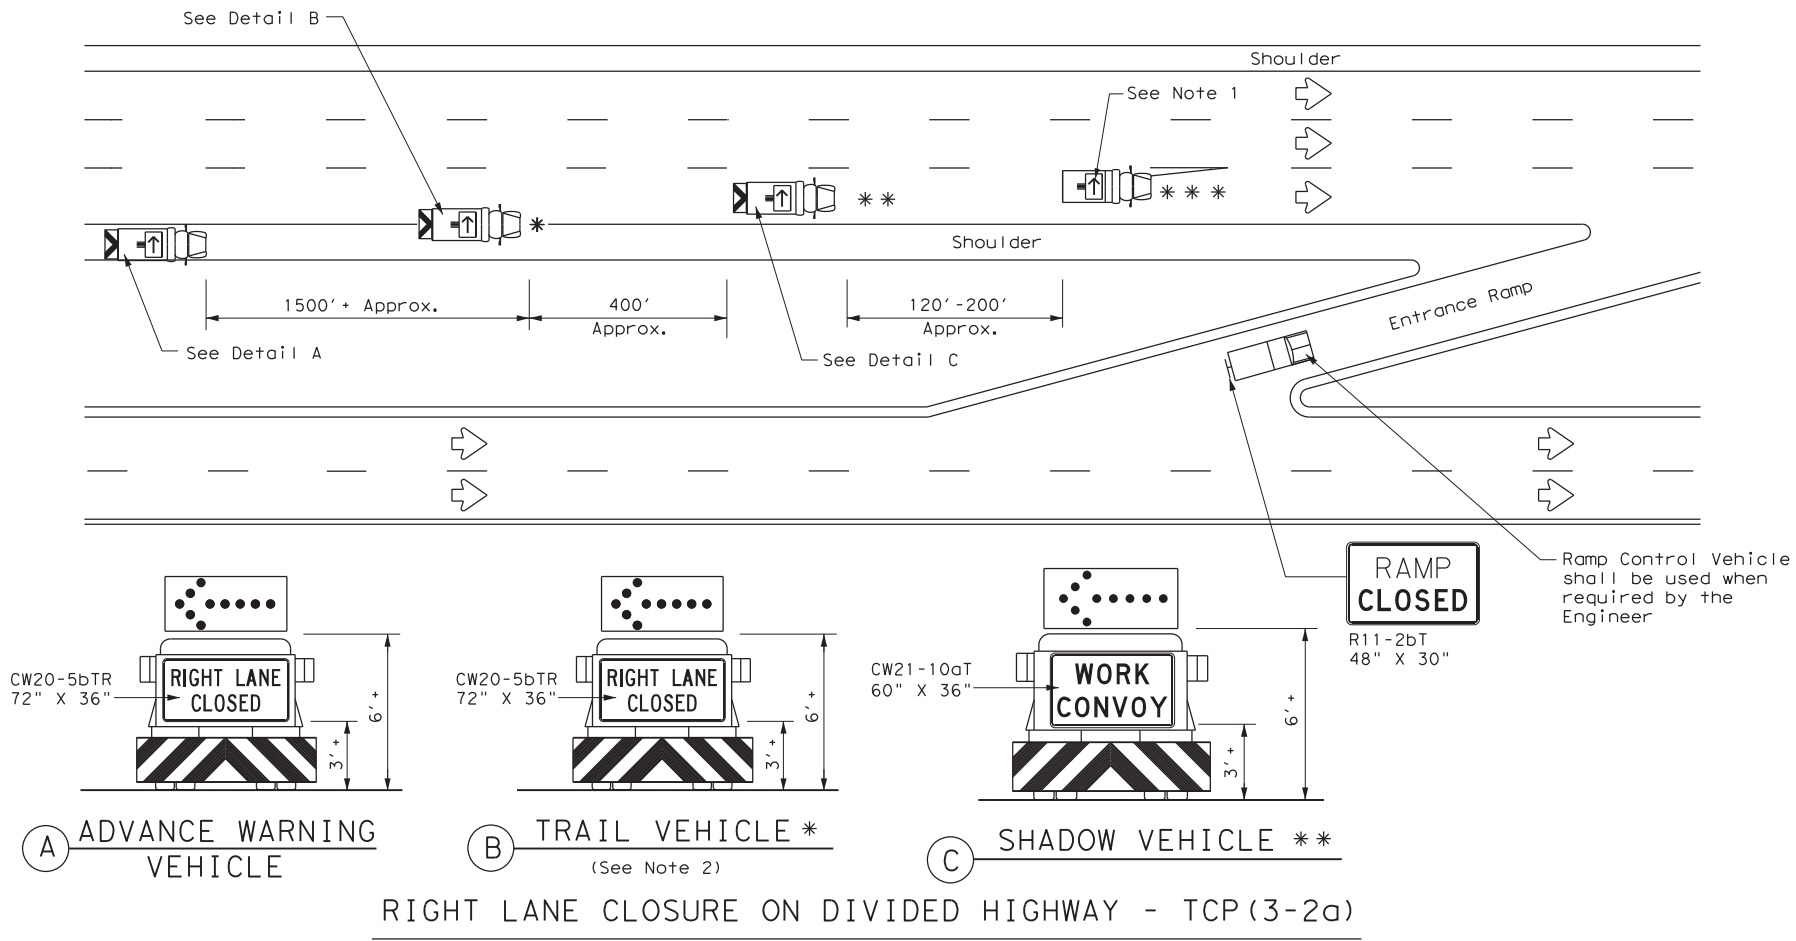 See Detail B
Shoulder
See Note 1
*
**
***
Shoulder
1500'+ Approx.
400'
Approx.
120'-200'
Approx.
Entrance Ramp
See Detail A
See Detail C
RAMP
CLOSED
R11-2bT
48" X 30"
Ramp Control Vehicle
shall be used when
required by the
Engineer
CW20-5bTR
72" X 36"
RIGHT LANE
CLOSED
6'+
3'+
CW20-5bTR
72" X 36"
RIGHT LANE
CLOSED
6'+
3'+
CW21-10aT
60" X 36"
WORK
CONVOY
6'+
3'+
A ADVANCE WARNING
VEHICLE
B TRAIL VEHICLE *
(See Note 2)
C SHADOW VEHICLE **
RIGHT LANE CLOSURE ON DIVIDED HIGHWAY - TCP(3-2a)